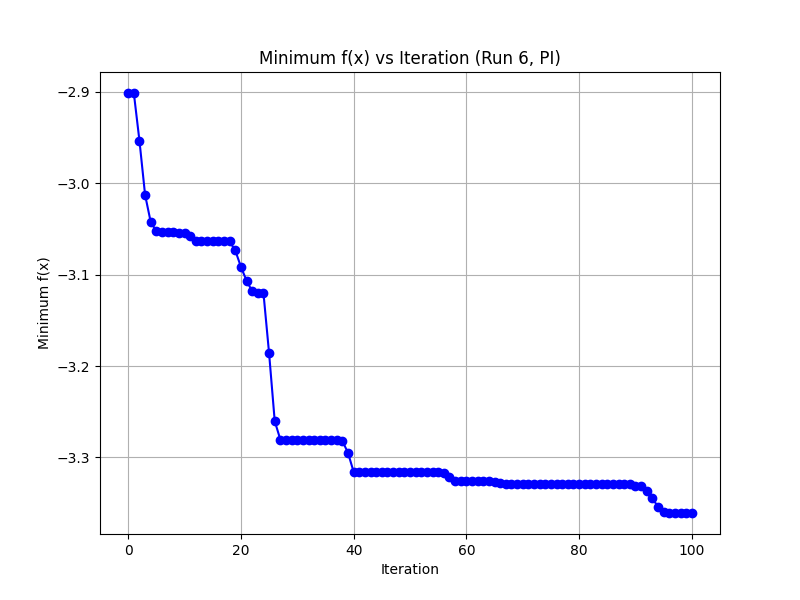 Minimum f(x) vs Iteration (Run 6, PI)
Minimum f(x)
−2.9
−3.0
−3.1
−3.2
−3.3
0 20 40 60 80 100
Iteration